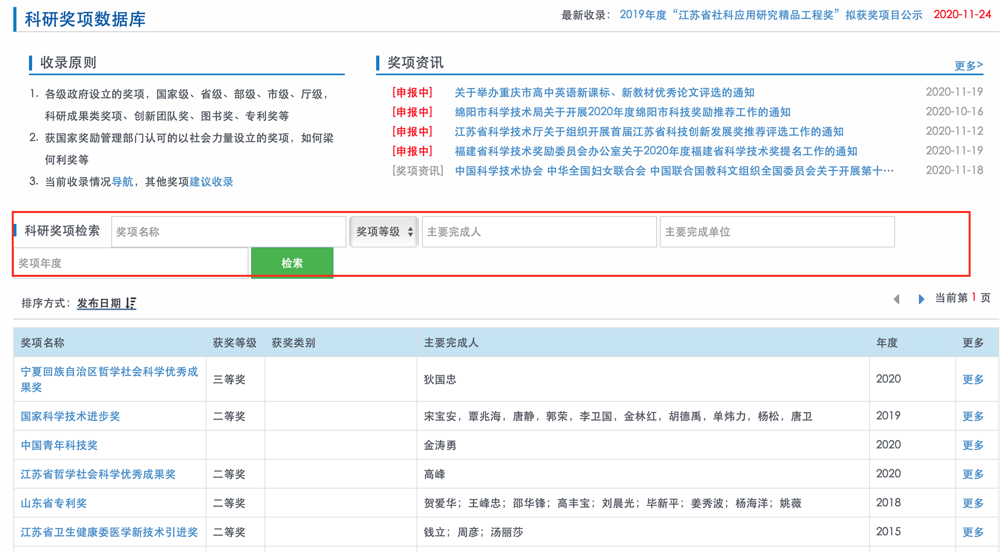 科研奖项数据库
最新收录： 2019年度“江苏省社科应用研究精品工程奖”拟获奖项目公示 2020-11-24
收录原则
1. 各级政府设立的奖项，国家级、省级、部级、市级、厅级，
科研成果类奖项、创新团队奖、图书奖、专利奖等
2. 获国家奖励管理部门认可的以社会力量设立的奖项，如何梁
何利奖等
3. 当前收录情况导航，其他奖项建议收录
奖项资讯 更多>
[申报中] 关于举办重庆市高中英语新课标、新教材优秀论文评选的通知 2020-11-19
[申报中] 绵阳市科学技术局关于开展2020年度绵阳市科技奖励推荐工作的通知 2020-10-16
[申报中] 江苏省科学技术厅关于组织开展首届江苏省科技创新发展奖推荐评选工作的通知 2020-11-12
[申报中] 福建省科学技术奖励委员会办公室关于2020年度福建省科学技术奖提名工作的通知 2020-11-19
[奖项资讯] 中国科学技术协会 中华全国妇女联合会 中国联合国教科文组织全国委员会关于开展第十… 2020-11-18
科研奖项检索 奖项名称 奖项等级 主要完成人 主要完成单位
奖项年度 检索
排序方式： 发布日期 当前第 1 页
奖项名称 获奖等级 获奖类别 主要完成人 年度 更多
宁夏回族自治区哲学社会科学优秀成
果奖 三等奖 狄国忠 2020 更多
国家科学技术进步奖 二等奖 宋宝安，覃兆海，唐静，郭荣，李卫国，金林红，胡德禹，单炜力，杨松，唐卫 2019 更多
中国青年科技奖 金涛勇 2020 更多
江苏省哲学社会科学优秀成果奖 二等奖 高峰 2020 更多
山东省专利奖 二等奖 贺爱华；王峰忠；邵华锋；高丰宝；刘晨光；毕新平；姜秀波；杨海洋；姚薇 2018 更多
江苏省卫生健康委医学新技术引进奖 二等奖 钱立；周彦；汤丽莎 2015 更多